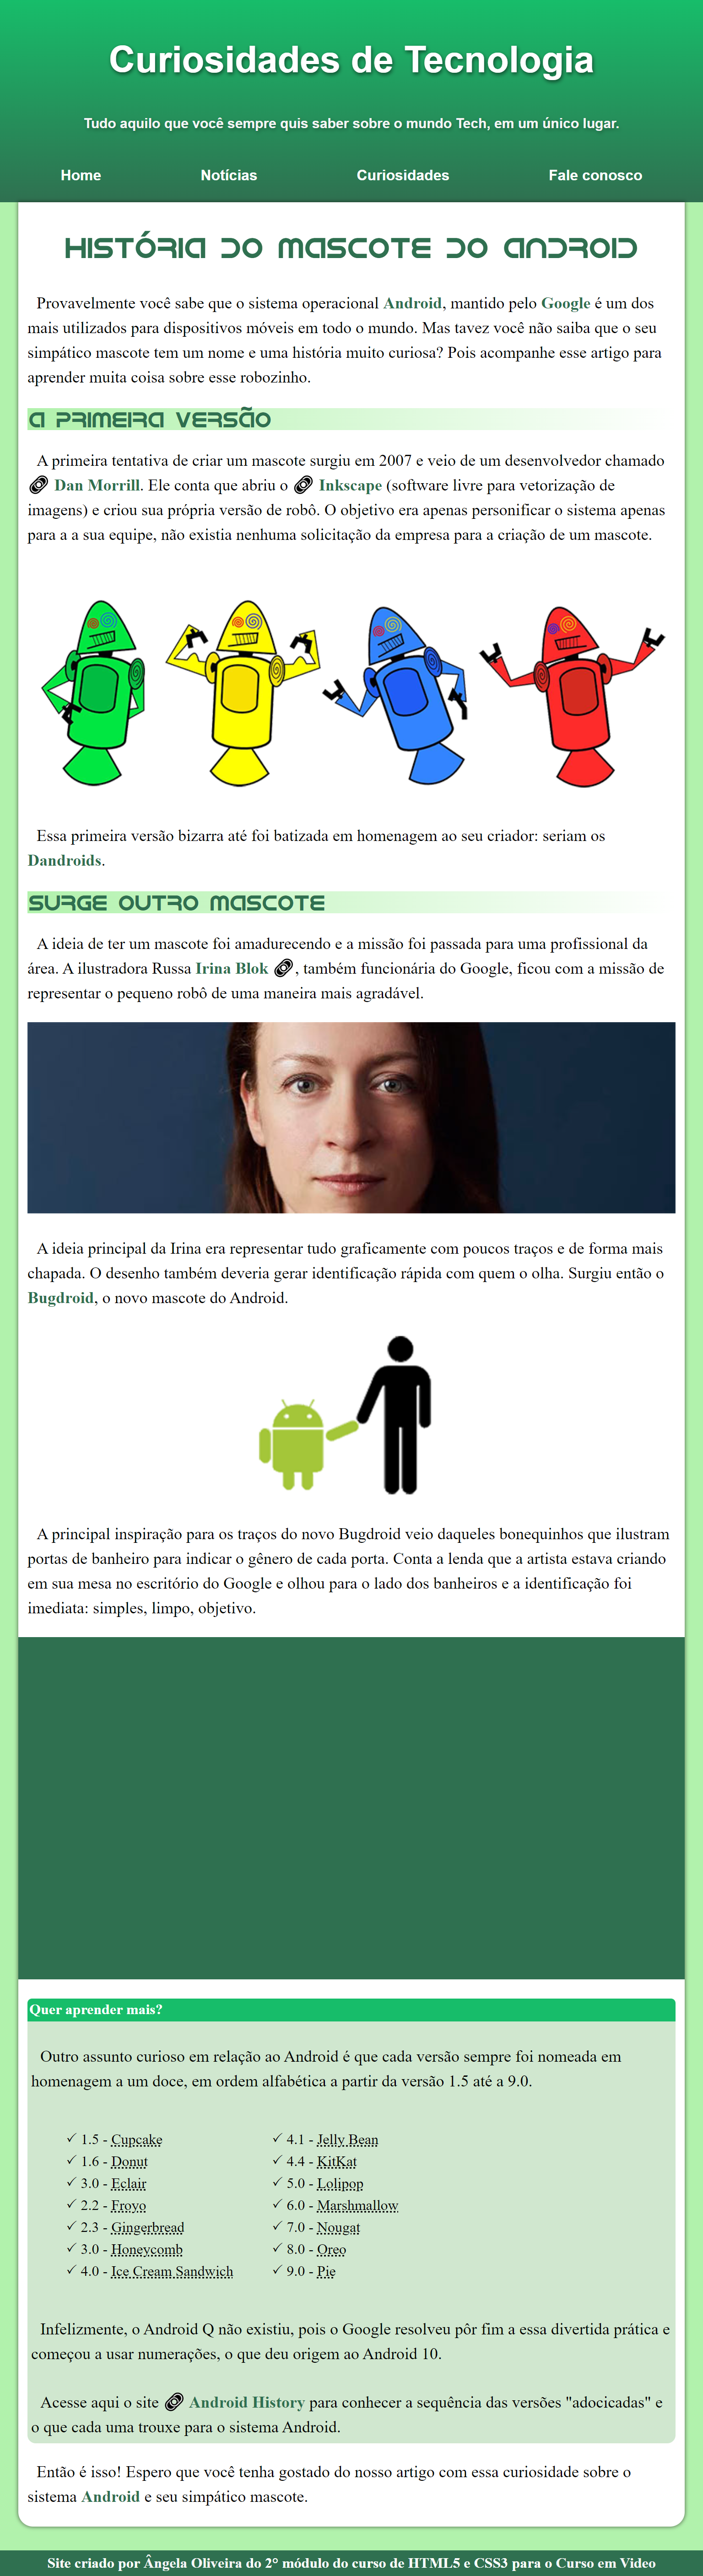 Curiosidades de Tecnologia
Tudo aquilo que você sempre quis saber sobre o mundo Tech, em um único lugar.
Home Notícias Curiosidades Fale conosco
História do Mascote do Android
Provavelmente você sabe que o sistema operacional Android, mantido pelo Google é um dos
mais utilizados para dispositivos móveis em todo o mundo. Mas tavez você não saiba que o seu
simpático mascote tem um nome e uma história muito curiosa? Pois acompanhe esse artigo para
aprender muita coisa sobre esse robozinho.
A primeira versão
A primeira tentativa de criar um mascote surgiu em 2007 e veio de um desenvolvedor chamado
Dan Morrill. Ele conta que abriu o Inkscape (software livre para vetorização de
imagens) e criou sua própria versão de robô. O objetivo era apenas personificar o sistema apenas
para a a sua equipe, não existia nenhuma solicitação da empresa para a criação de um mascote.
Essa primeira versão bizarra até foi batizada em homenagem ao seu criador: seriam os
Dandroids.
Surge outro mascote
A ideia de ter um mascote foi amadurecendo e a missão foi passada para uma profissional da
área. A ilustradora Russa Irina Blok , também funcionária do Google, ficou com a missão de
representar o pequeno robô de uma maneira mais agradável.
A ideia principal da Irina era representar tudo graficamente com poucos traços e de forma mais
chapada. O desenho também deveria gerar identificação rápida com quem o olha. Surgiu então o
Bugdroid, o novo mascote do Android.
A principal inspiração para os traços do novo Bugdroid veio daqueles bonequinhos que ilustram
portas de banheiro para indicar o gênero de cada porta. Conta a lenda que a artista estava criando
em sua mesa no escritório do Google e olhou para o lado dos banheiros e a identificação foi
imediata: simples, limpo, objetivo.
Quer aprender mais?
Outro assunto curioso em relação ao Android é que cada versão sempre foi nomeada em
homenagem a um doce, em ordem alfabética a partir da versão 1.5 até a 9.0.
✓ 1.5 - Cupcake
✓ 1.6 - Donut
✓ 3.0 - Eclair
✓ 2.2 - Froyo
✓ 2.3 - Gingerbread
✓ 3.0 - Honeycomb
✓ 4.0 - Ice Cream Sandwich
✓ 4.1 - Jelly Bean
✓ 4.4 - KitKat
✓ 5.0 - Lolipop
✓ 6.0 - Marshmallow
✓ 7.0 - Nougat
✓ 8.0 - Oreo
✓ 9.0 - Pie
Infelizmente, o Android Q não existiu, pois o Google resolveu pôr fim a essa divertida prática e
começou a usar numerações, o que deu origem ao Android 10.
Acesse aqui o site Android History para conhecer a sequência das versões "adocicadas" e
o que cada uma trouxe para o sistema Android.
Então é isso! Espero que você tenha gostado do nosso artigo com essa curiosidade sobre o
sistema Android e seu simpático mascote.
Site criado por Ângela Oliveira do 2° módulo do curso de HTML5 e CSS3 para o Curso em Video